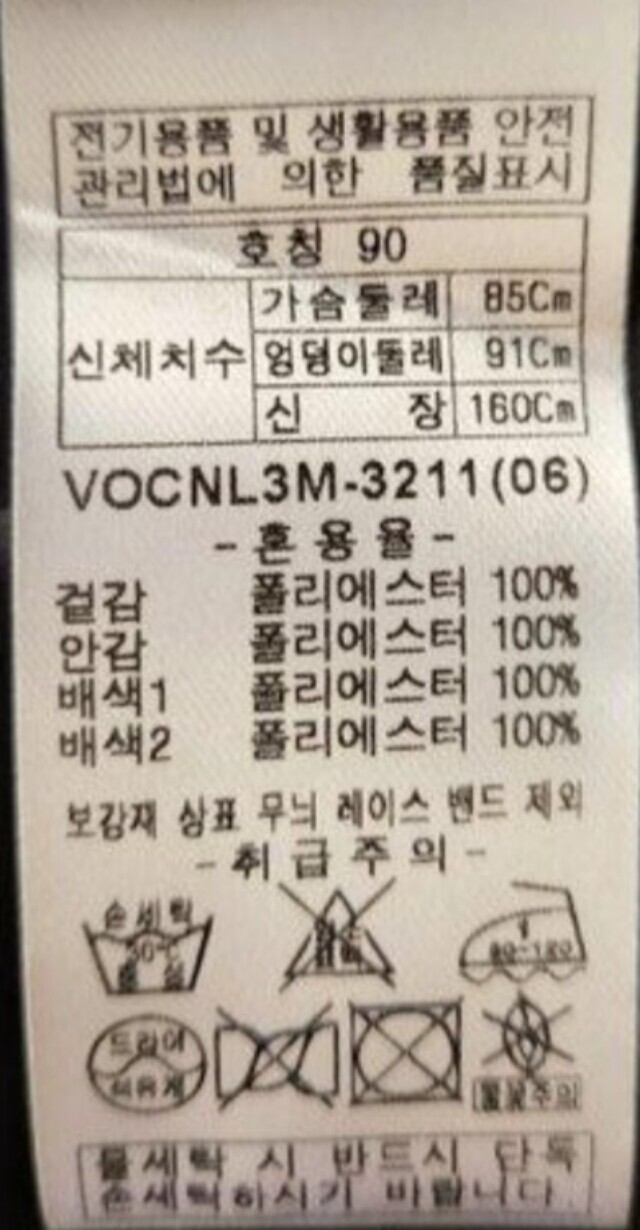 전기용품 및 생활용품 안전
관리법에 의한 품질표시
호칭 90
신체치수
가슴둘레 85Cm
엉덩이둘레 91Cm
신 장 160Cm
VOCNL3M-3211(06)
-혼용율-
겉감 폴리에스터 100%
안감 폴리에스터 100%
배색1 폴리에스터 100%
배색2 폴리에스터 100%
보강재 상표 무늬 레이스 밴드 제외
-취급주의-
손세탁
30℃
80-120
드라이
석유계
불꽃주의
물세탁 시 반드시 단독
손세탁하시기 바랍니다